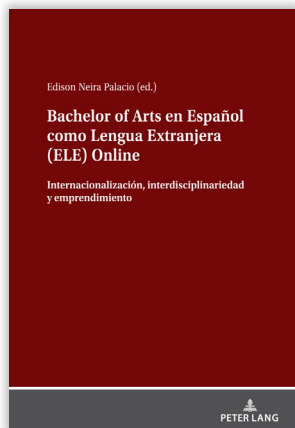 Edison Neira Palacio (ed.)
Bachelor of Arts en Español
como Lengua Extranjera
(ELE) Online
Internacionalización, interdisciplinariedad
y emprendimiento
PETER LANG